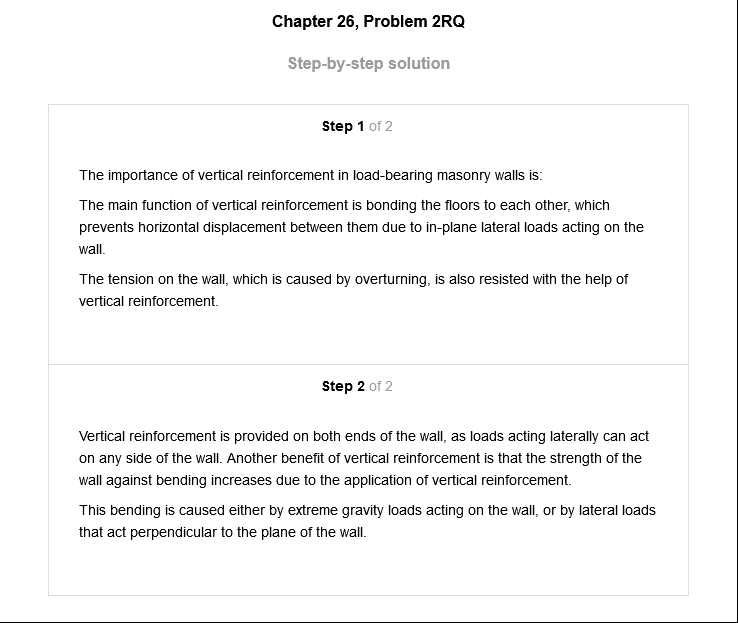 Chapter 26, Problem 2RQ
Step-by-step solution
Step 1 of 2
The importance of vertical reinforcement in load-bearing masonry walls is:
The main function of vertical reinforcement is bonding the floors to each other, which
prevents horizontal displacement between them due to in-plane lateral loads acting on the
wall.
The tension on the wall, which is caused by overturning, is also resisted with the help of
vertical reinforcement.
Step 2 of 2
Vertical reinforcement is provided on both ends of the wall, as loads acting laterally can act
on any side of the wall. Another benefit of vertical reinforcement is that the strength of the
wall against bending increases due to the application of vertical reinforcement.
This bending is caused either by extreme gravity loads acting on the wall, or by lateral loads
that act perpendicular to the plane of the wall.